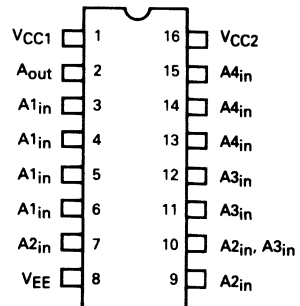 VCC1 1 16 VCC2
Aout 2 15 A4in
A1in 3 14 A4in
A1in 4 13 A4in
A1in 5 12 A3in
A1in 6 11 A3in
A2in 7 10 A2in, A3in
VEE 8 9 A2in